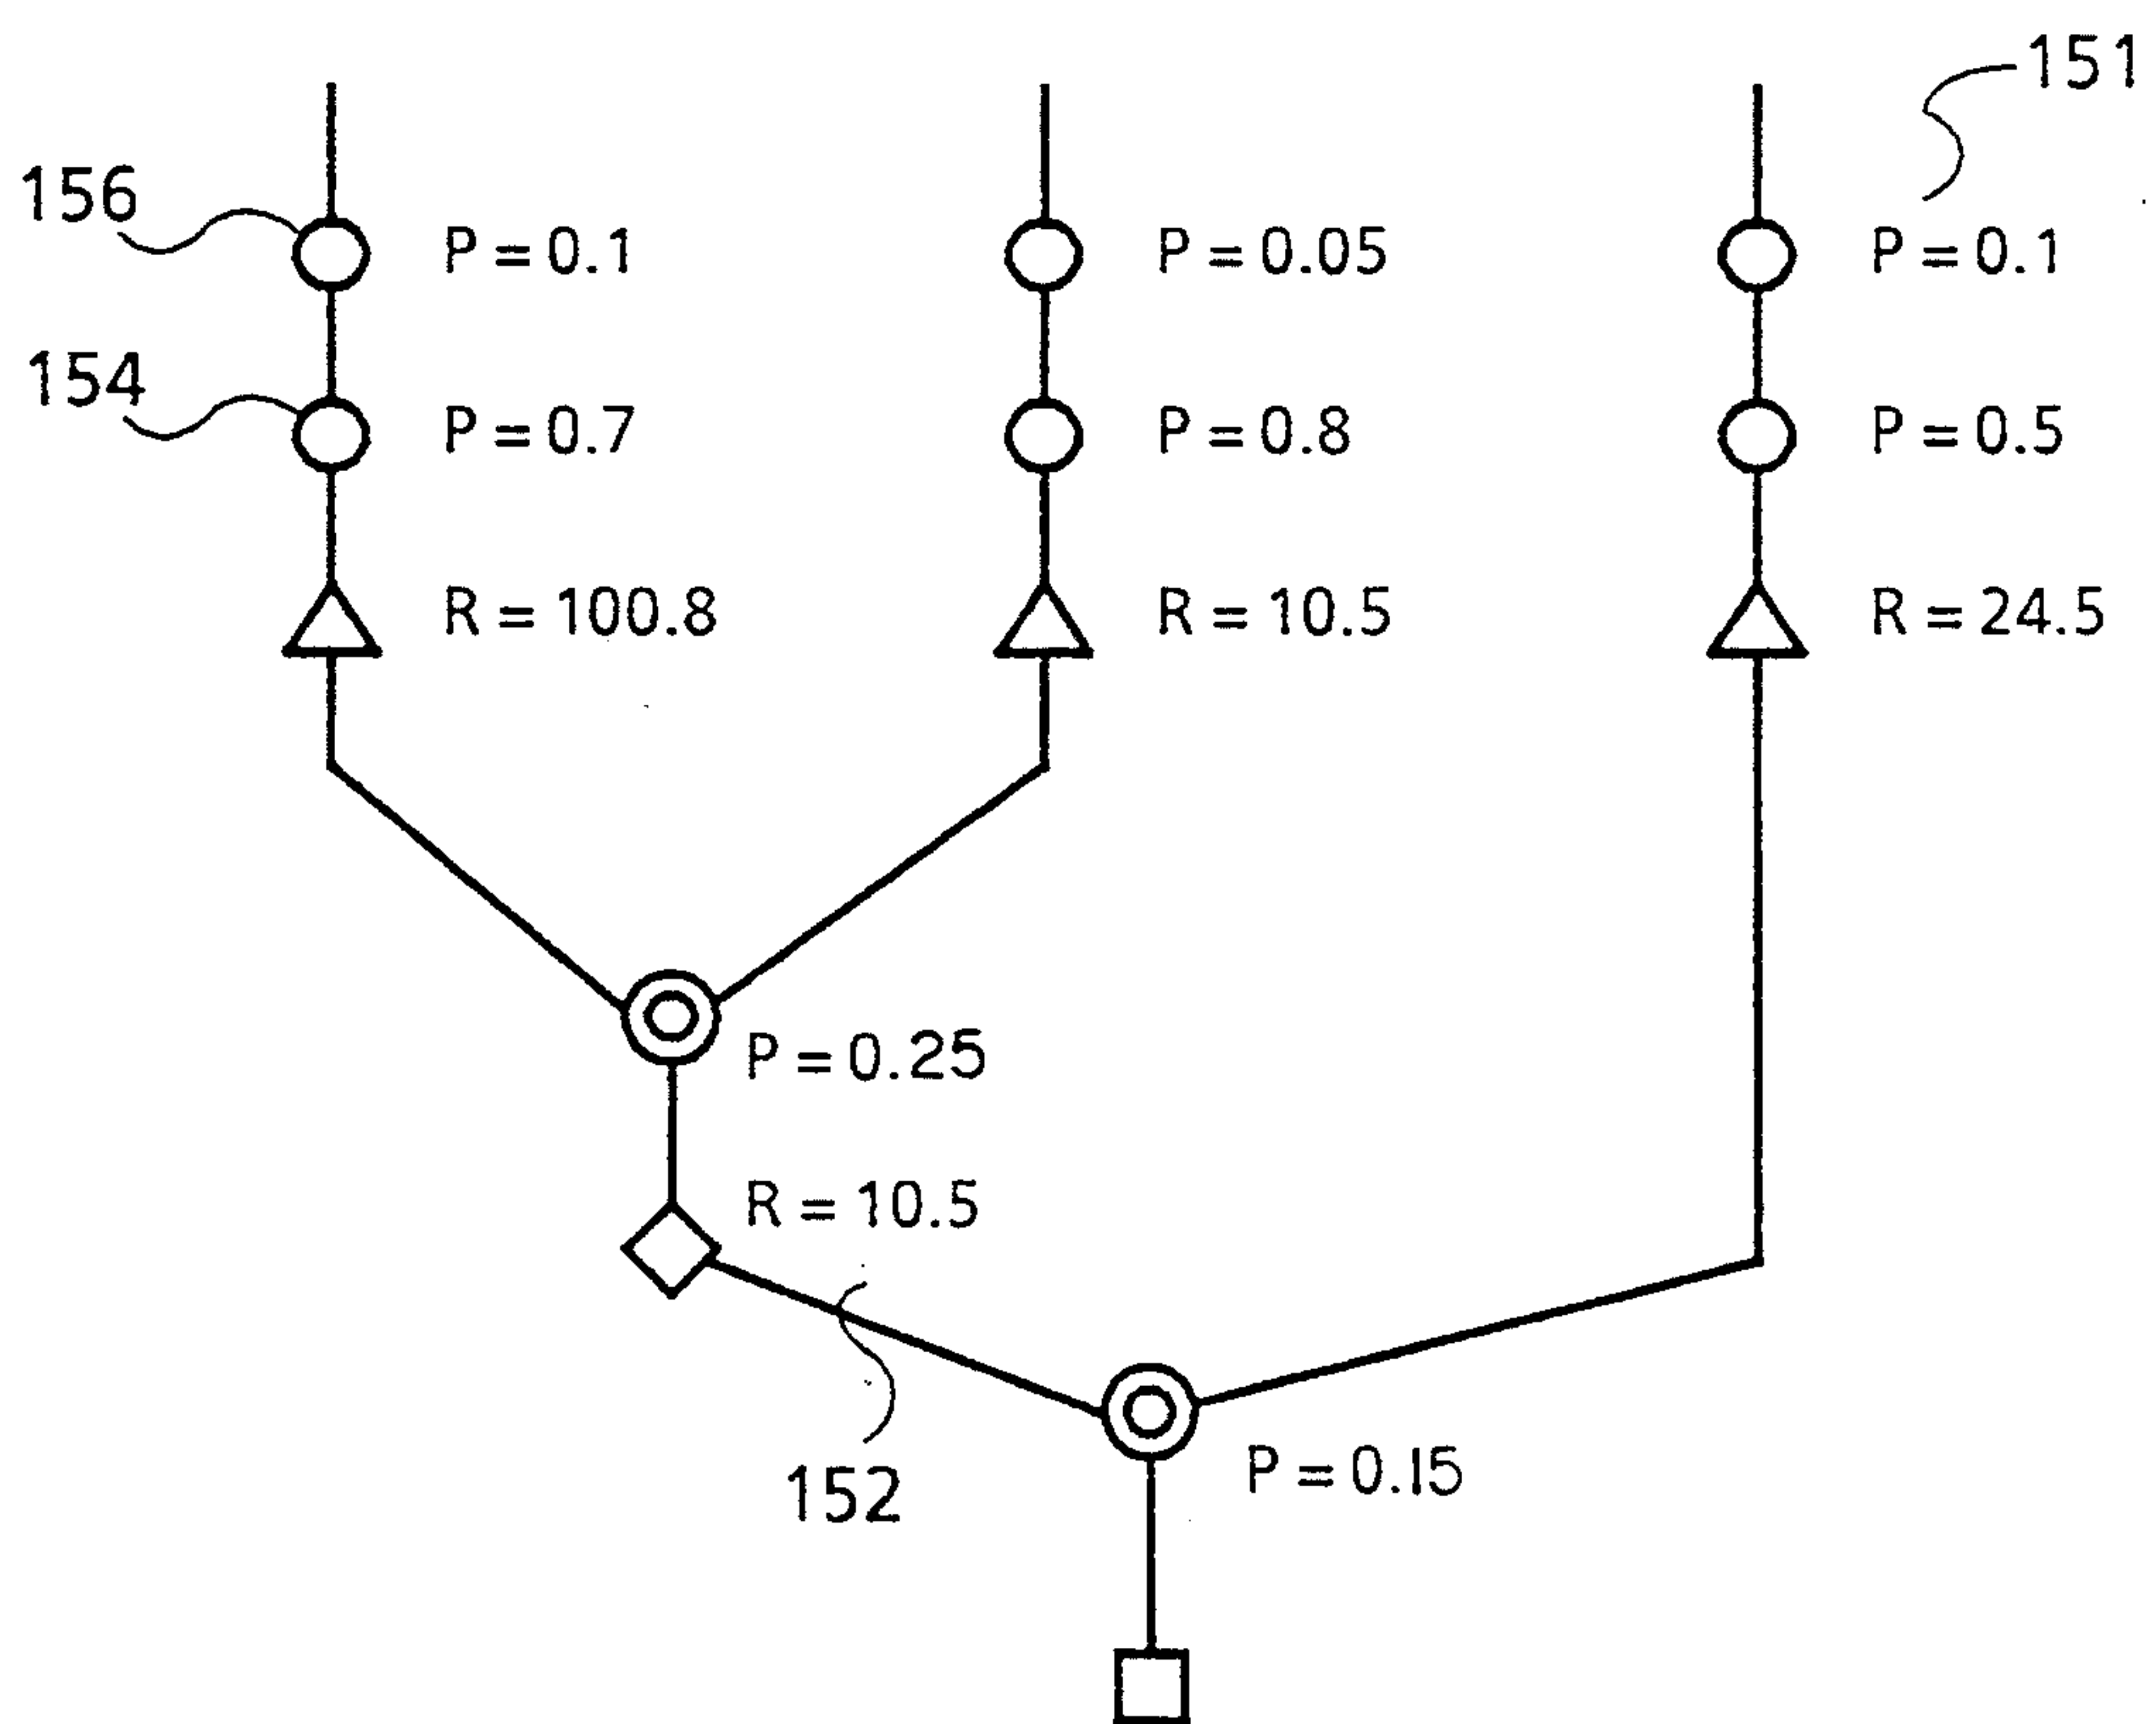 151
156
P = 0.1
P = 0.05
P = 0.1
154
P = 0.7
P = 0.8
P = 0.5
R = 100.8
R = 10.5
R = 24.5
P = 0.25
R = 10.5
152
P = 0.15